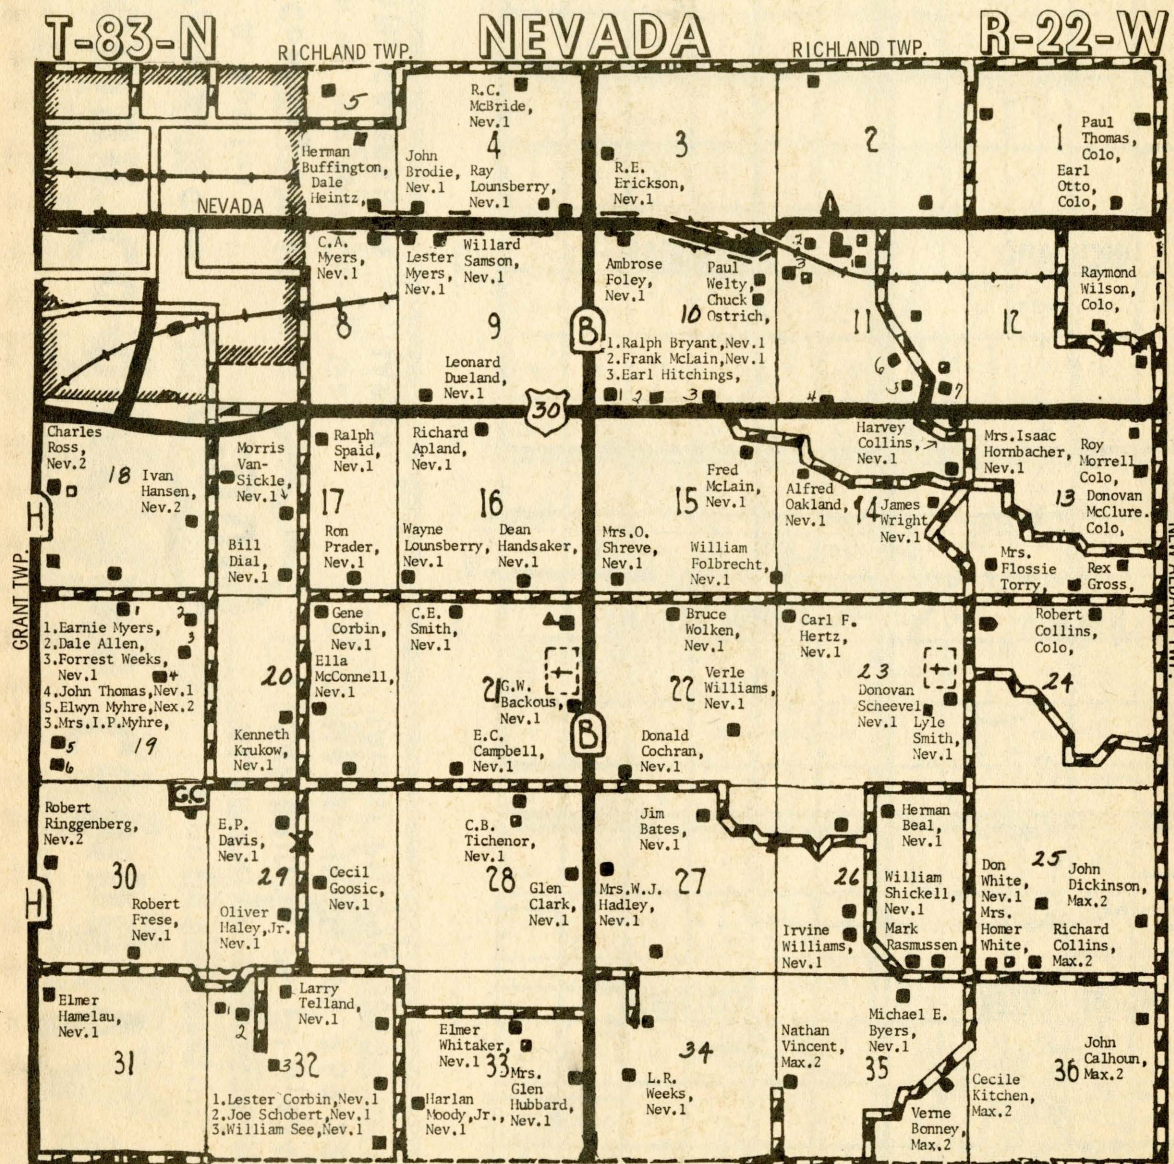 T-83-N
NEVADA
R-22-W
RICHLAND TWP.
RICHLAND TWP.
5
R.C.
McBride,
Nev.1
4
3
2
1
Paul
Thomas,
Colo,
Earl
Otto,
Colo,
Herman
Buffington,
Dale
Heintz,
John
Brodie,
Nev.1
Ray
Lounsberry,
Nev.1
R.E.
Erickson,
Nev.1
NEVADA
C.A.
Myers,
Nev.1
8
Lester
Myers,
Nev.1
Willard
Samson,
Nev.1
9
Leonard
Dueland,
Nev.1
Ambrose
Foley,
Nev.1
Paul
Welty,
Chuck
Ostrich,
10
B
1.Ralph Bryant,Nev.1
2.Frank McLain,Nev.1
3.Earl Hitchings,
1
2
3
2
1
3
11
6
5
4
7
12
Raymond
Wilson,
Colo,
30
Charles
Ross,
Nev.2
18
Ivan
Hansen,
Nev.2
H
Morris
Van-
Sickle,
Nev.1
Bill
Dial,
Nev.1
Ralph
Spaid,
Nev.1
17
Ron
Prader,
Nev.1
Richard
Apland,
Nev.1
16
Wayne
Lounsberry,
Nev.1
Dean
Handsaker,
Nev.1
Fred
McLain,
Nev.1
15
Mrs.O.
Shreve,
Nev.1
William
Folbrecht,
Nev.1
Harvey
Collins,
Nev.1
Alfred
Oakland,
Nev.1
14
James
Wright
Nev.1
Mrs.Isaac
Hornbacher,
Nev.1
Roy
Morrell
Colo,
13
Donovan
McClure.
Colo,
Mrs.
Flossie
Torry,
Rex
Gross,
GRANT TWP.
1
2
3
1.Earnie Myers,
2.Dale Allen,
3.Forrest Weeks,
Nev.1
4
4.John Thomas,Nev.1
5.Elwyn Myhre,Nex.2
3.Mrs.I.P.Myhre,
5
19
6
20
Kenneth
Krukow,
Nev.1
Gene
Corbin,
Nev.1
Ella
McConnell,
Nev.1
C.E.
Smith,
Nev.1
21
G.W.
Backous,
Nev.1
E.C.
Campbell,
Nev.1
B
Bruce
Wolken,
Nev.1
22
Verle
Williams,
Nev.1
Donald
Cochran,
Nev.1
Carl F.
Hertz,
Nev.1
23
Donovan
Scheevel
Nev.1
Lyle
Smith,
Nev.1
Robert
Collins,
Colo,
24
G.C
Robert
Ringgenberg,
Nev.2
30
H
Robert
Frese,
Nev.1
E.P.
Davis,
Nev.1
29
Oliver
Haley,Jr.
Nev.1
Cecil
Goosic,
Nev.1
C.B.
Tichenor,
Nev.1
28
Glen
Clark,
Nev.1
Jim
Bates,
Nev.1
27
Mrs.W.J.
Hadley,
Nev.1
Herman
Beal,
Nev.1
26
William
Shickell,
Nev.1
Mark
Rasmussen
Irvine
Williams,
Nev.1
25
Don
White,
Nev.1
Mrs.
Homer
White,
John
Dickinson,
Max.2
Richard
Collins,
Max.2
Elmer
Hamelau,
Nev.1
31
1
2
Larry
Telland,
Nev.1
3
32
1.Lester Corbin,Nev.1
2.Joe Schobert,Nev.1
3.William See,Nev.1
Elmer
Whitaker,
Nev.1
33
Mrs.
Glen
Hubbard,
Nev.1
Harlan
Moody,Jr.,
Nev.1
34
L.R.
Weeks,
Nev.1
Nathan
Vincent,
Max.2
Michael E.
Byers,
Nev.1
35
Verne
Bonney,
Max.2
Cecile
Kitchen,
Max.2
36
John
Calhoun,
Max.2